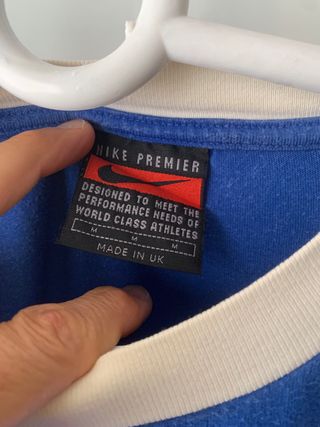 NIKE PREMIER
DESIGNED TO MEET THE
PERFORMANCE NEEDS OF
WORLD CLASS ATHLETES
M M M M
MADE IN UK